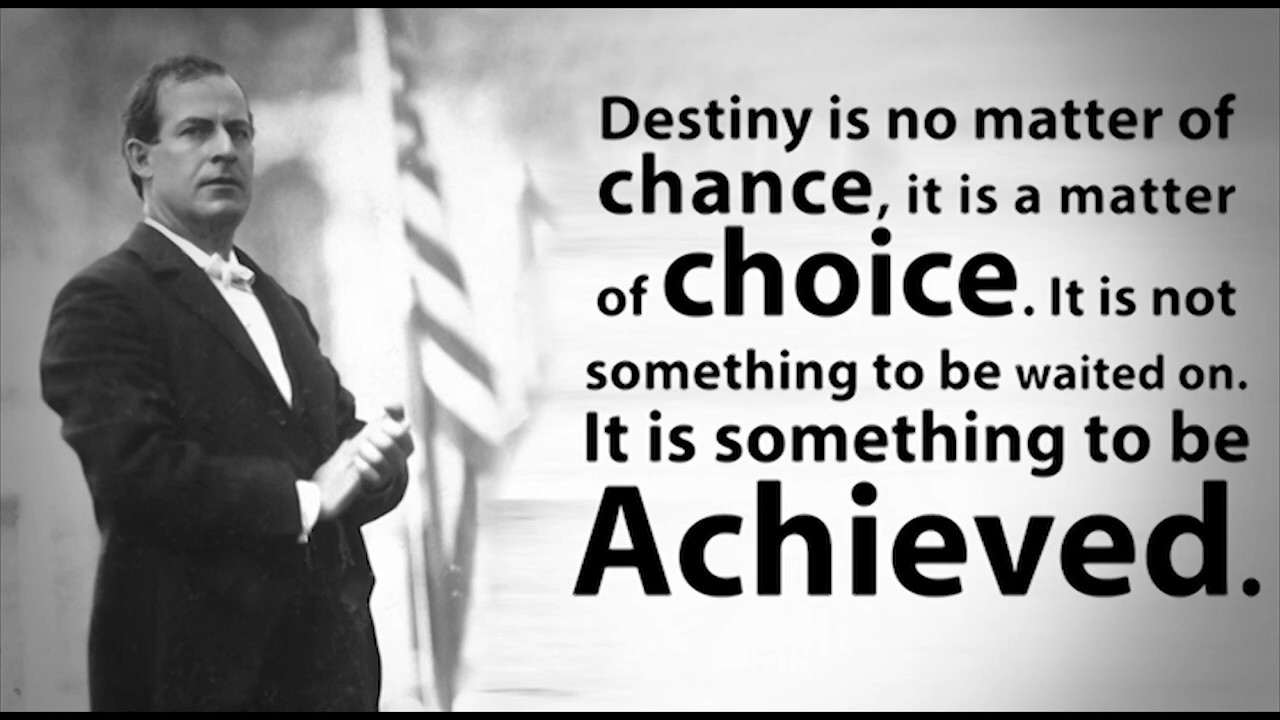 Destiny is no matter of
chance, it is a matter
of choice. It is not
something to be waited on.
It is something to be
Achieved.